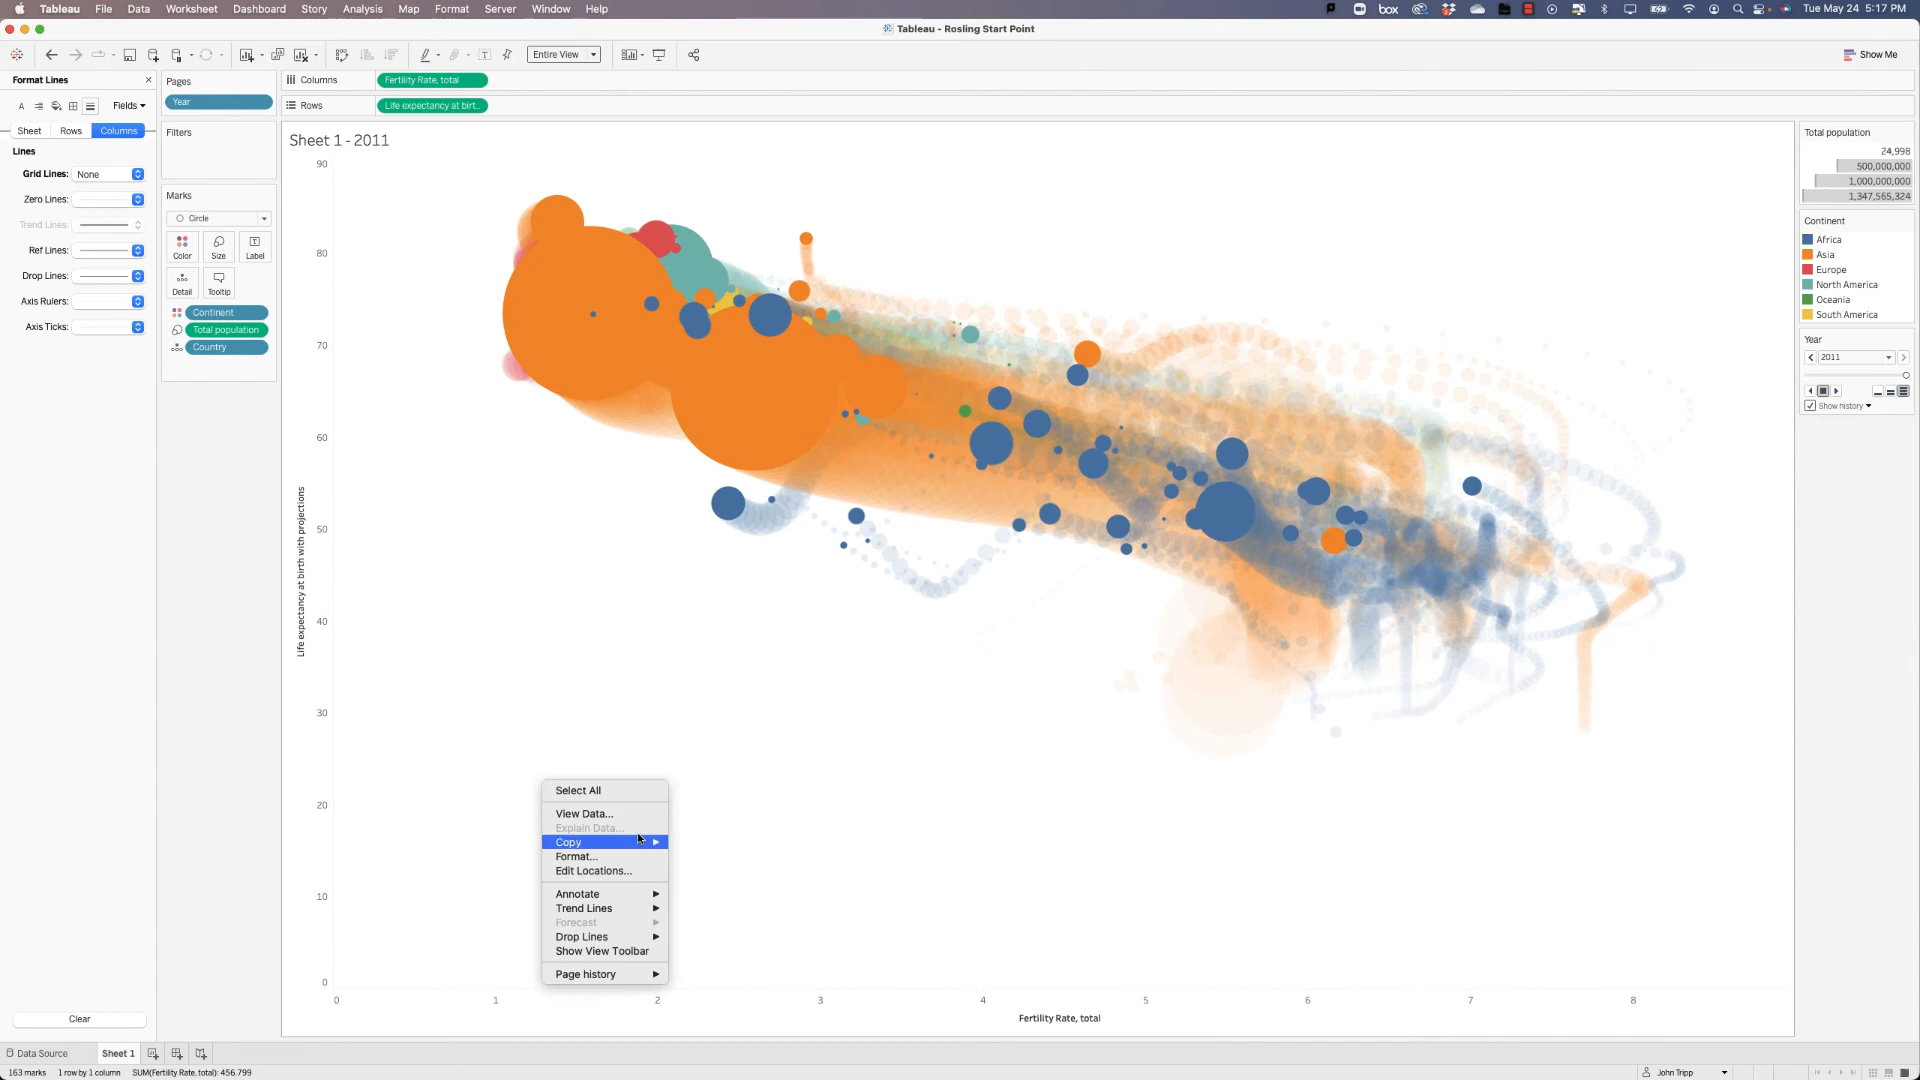 Tableau File Data Worksheet Dashboard Story Analysis Map Format Server Window Help
box
Tue May 24 5:17 PM
Tableau - Rosling Start Point
Entire View
Show Me
Format Lines
Fields
Sheet Rows Columns
Lines
Grid Lines: None
Zero Lines:
Trend Lines:
Ref Lines:
Drop Lines:
Axis Rulers:
Axis Ticks:
Clear
Pages
Year
Filters
Marks
Circle
Color Size Label
Detail Tooltip
Continent
Total population
Country
Columns Fertility Rate, total
Rows Life expectancy at birt..
Sheet 1 - 2011
90
80
70
60
50
40
30
20
10
0
Life expectancy at birth with projections
0 1 2 3 4 5 6 7 8
Fertility Rate, total
Select All
View Data...
Explain Data...
Copy
Format...
Edit Locations...
Annotate
Trend Lines
Forecast
Drop Lines
Show View Toolbar
Page history
Total population
24,998
500,000,000
1,000,000,000
1,347,565,324
Continent
Africa
Asia
Europe
North America
Oceania
South America
Year
2011
Show history
Data Source Sheet 1
163 marks 1 row by 1 column SUM(Fertility Rate, total): 456.799
John Tripp